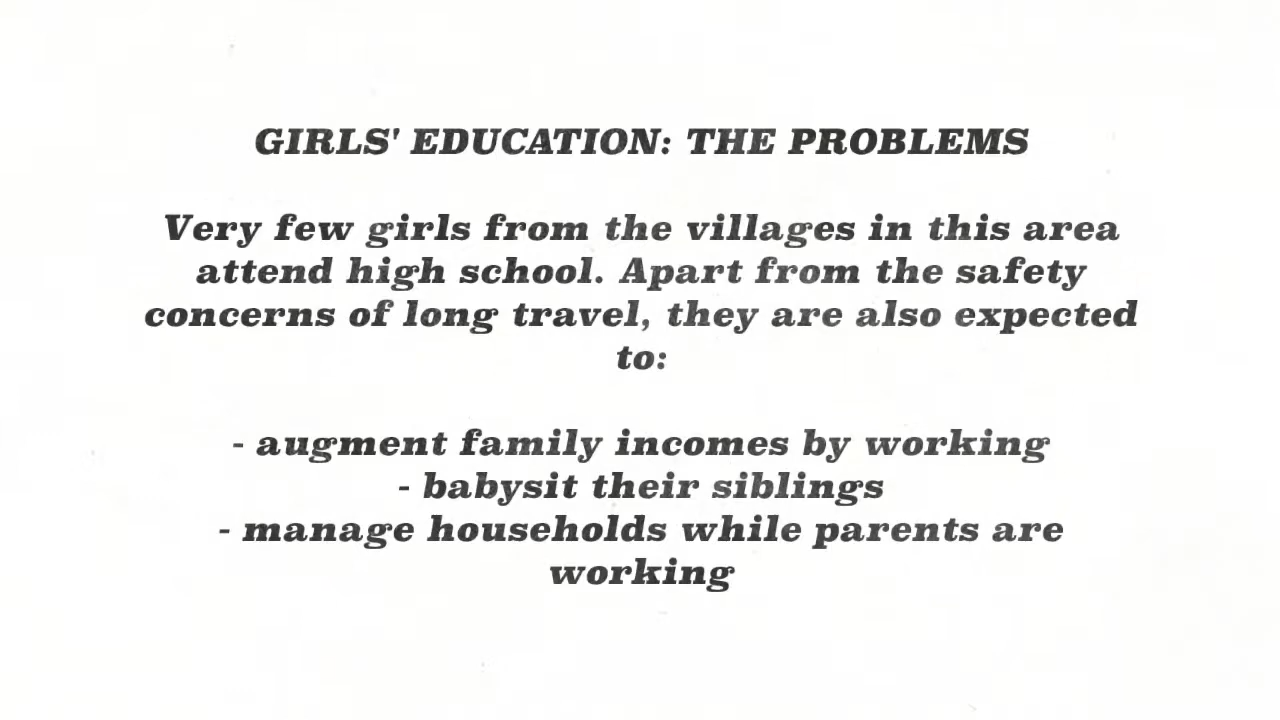 GIRLS' EDUCATION: THE PROBLEMS
Very few girls from the villages in this area
attend high school. Apart from the safety
concerns of long travel, they are also expected
to:
- augment family incomes by working
- babysit their siblings
- manage households while parents are
working